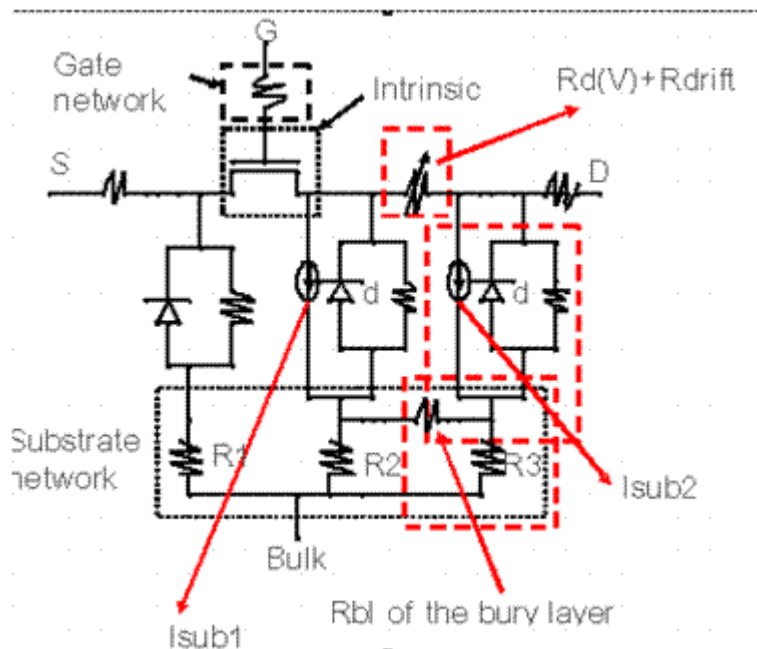 G
Gate
network
Intrinsic
Rd(V)+Rdrift
S
D
d
d
Substrate
network
R1
R2
R3
Isub2
Bulk
Rbl of the bury layer
Isub1